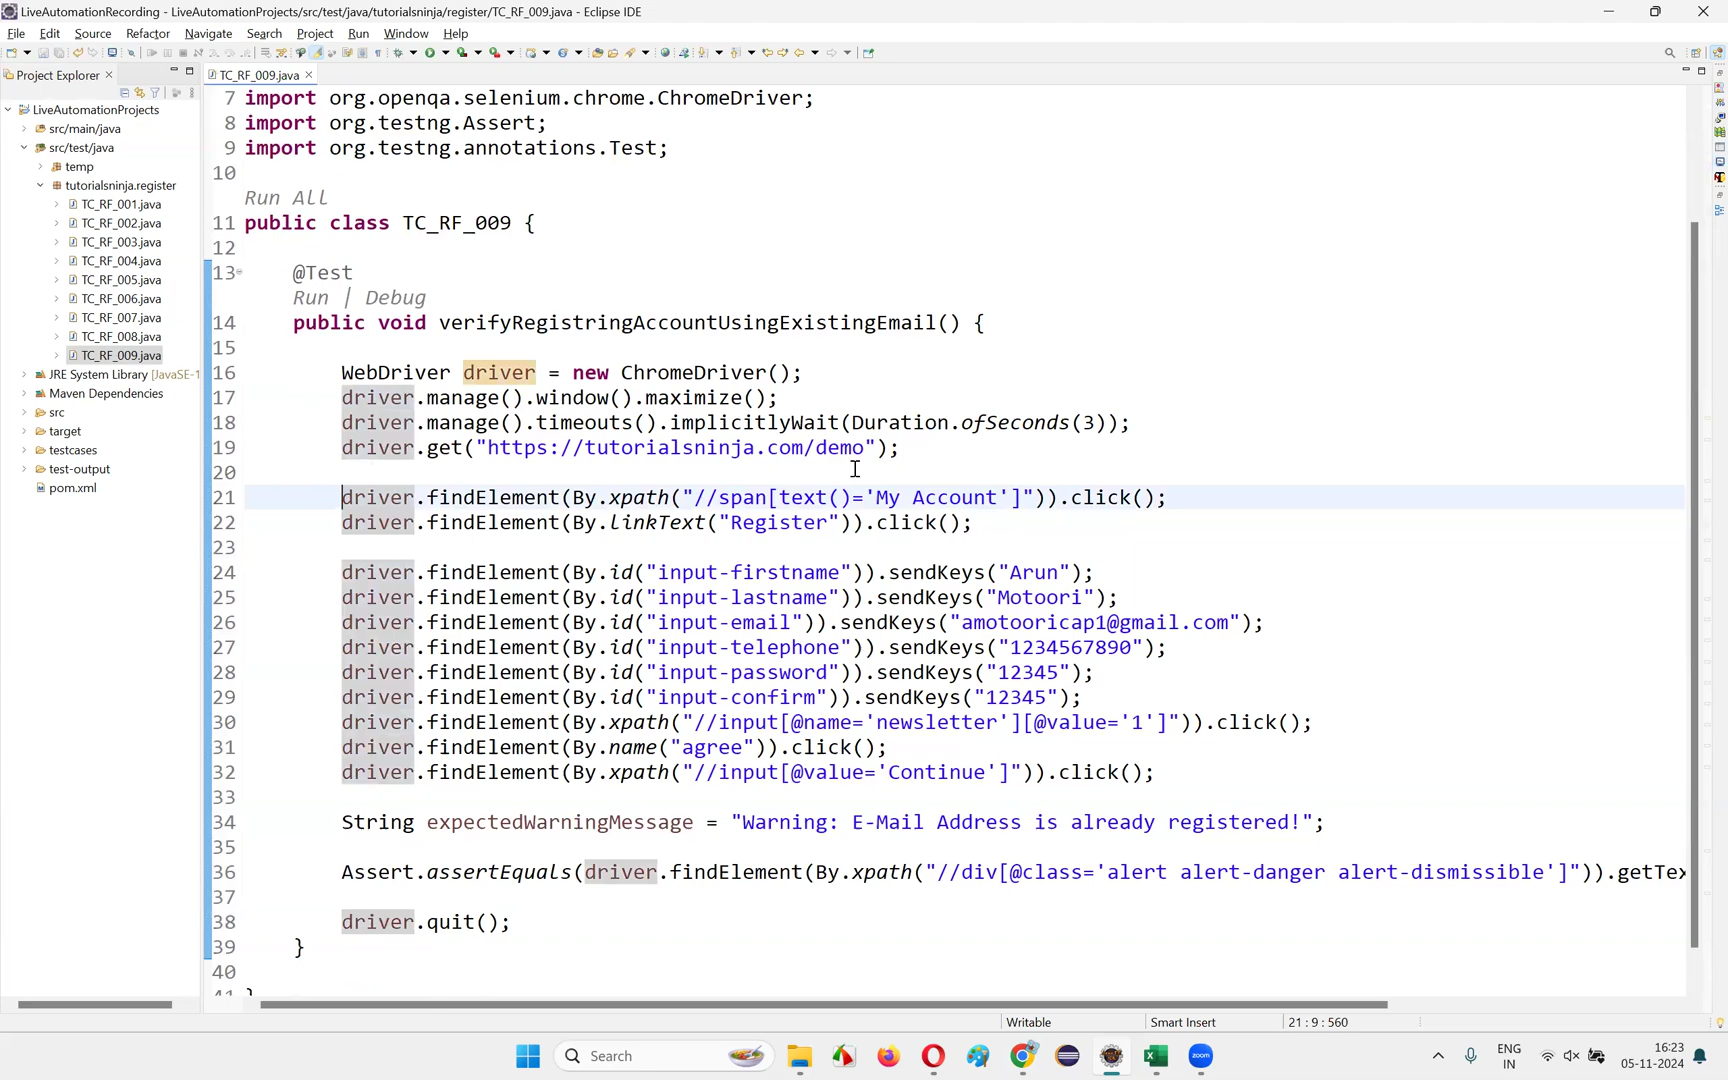 LiveAutomationRecording - LiveAutomationProjects/src/test/java/tutorialsninja/register/TC_RF_009.java - Eclipse IDE
File Edit Source Refactor Navigate Search Project Run Window Help
Project Explorer
TC_RF_009.java
LiveAutomationProjects
src/main/java
src/test/java
temp
tutorialsninja.register
TC_RF_001.java
TC_RF_002.java
TC_RF_003.java
TC_RF_004.java
TC_RF_005.java
TC_RF_006.java
TC_RF_007.java
TC_RF_008.java
TC_RF_009.java
JRE System Library [JavaSE-1
Maven Dependencies
src
target
testcases
test-output
pom.xml
7 import org.openqa.selenium.chrome.ChromeDriver;
8 import org.testng.Assert;
9 import org.testng.annotations.Test;
10
Run All
11 public class TC_RF_009 {
12
13 @Test
Run | Debug
14 public void verifyRegistringAccountUsingExistingEmail() {
15
16 WebDriver driver = new ChromeDriver();
17 driver.manage().window().maximize();
18 driver.manage().timeouts().implicitlyWait(Duration.ofSeconds(3));
19 driver.get("https://tutorialsninja.com/demo");
20
21 driver.findElement(By.xpath("//span[text()='My Account']")).click();
22 driver.findElement(By.linkText("Register")).click();
23
24 driver.findElement(By.id("input-firstname")).sendKeys("Arun");
25 driver.findElement(By.id("input-lastname")).sendKeys("Motoori");
26 driver.findElement(By.id("input-email")).sendKeys("amotooricap1@gmail.com");
27 driver.findElement(By.id("input-telephone")).sendKeys("1234567890");
28 driver.findElement(By.id("input-password")).sendKeys("12345");
29 driver.findElement(By.id("input-confirm")).sendKeys("12345");
30 driver.findElement(By.xpath("//input[@name='newsletter'][@value='1']")).click();
31 driver.findElement(By.name("agree")).click();
32 driver.findElement(By.xpath("//input[@value='Continue']")).click();
33
34 String expectedWarningMessage = "Warning: E-Mail Address is already registered!";
35
36 Assert.assertEquals(driver.findElement(By.xpath("//div[@class='alert alert-danger alert-dismissible']")).getTex
37
38 driver.quit();
39 }
40
41 }
Writable Smart Insert 21 : 9 : 560
Search
zoom
ENG
IN
16:23
05-11-2024